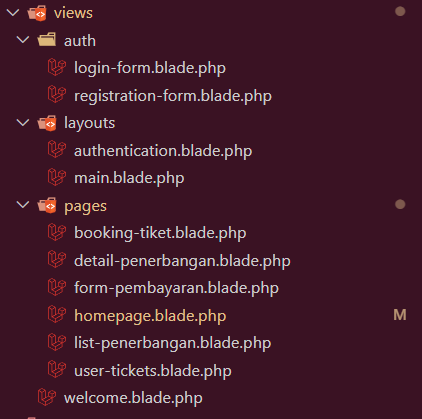 views
auth
login-form.blade.php
registration-form.blade.php
layouts
authentication.blade.php
main.blade.php
pages
booking-tiket.blade.php
detail-penerbangan.blade.php
form-pembayaran.blade.php
homepage.blade.php M
list-penerbangan.blade.php
user-tickets.blade.php
welcome.blade.php